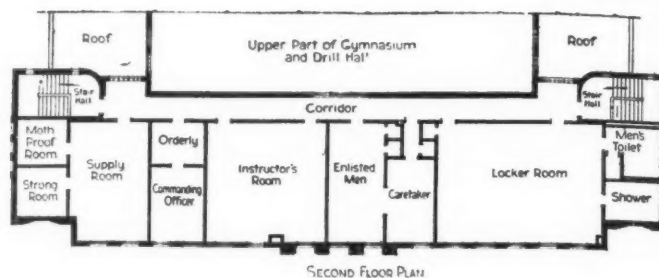 Roof
Upper Part of Gymnasium
and Drill Hall
Roof
Stair
Hall
Stair
Hall
Corridor
Moth
Proof
Room
Supply
Room
Orderly
Instructor's
Room
Enlisted
Men
Caretaker
Locker Room
Men's
Toilet
Strong
Room
Commanding
Officer
Shower
SECOND FLOOR PLAN